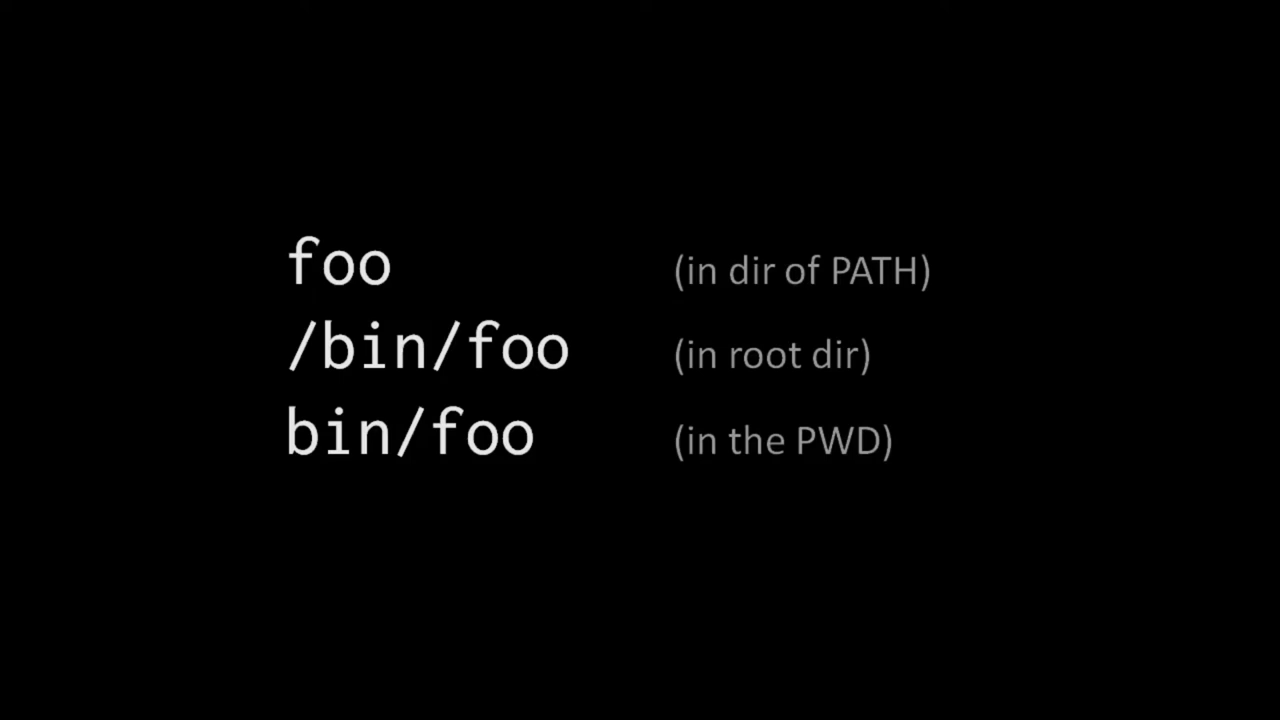 foo (in dir of PATH)
/bin/foo (in root dir)
bin/foo (in the PWD)